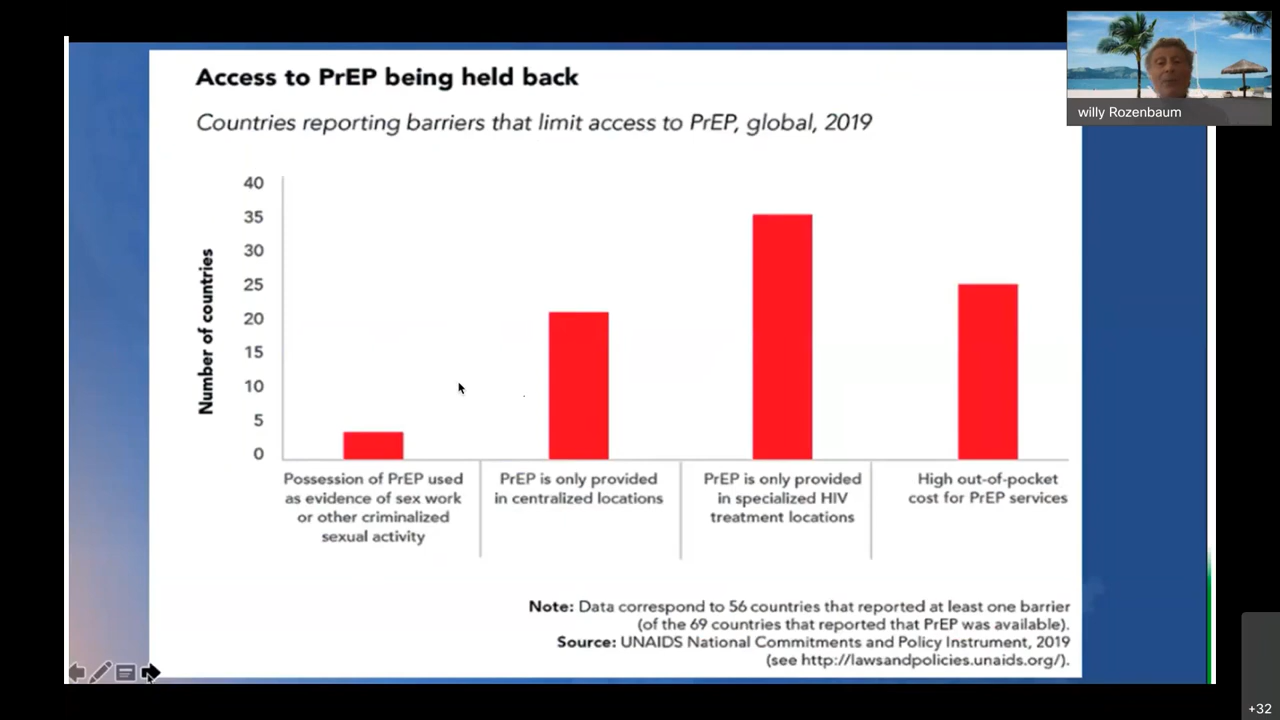 Access to PrEP being held back
Countries reporting barriers that limit access to PrEP, global, 2019
willy Rozenbaum
Number of countries
40
35
30
25
20
15
10
5
0
Possession of PrEP used
as evidence of sex work
or other criminalized
sexual activity
PrEP is only provided
in centralized locations
PrEP is only provided
in specialized HIV
treatment locations
High out-of-pocket
cost for PrEP services
Note: Data correspond to 56 countries that reported at least one barrier
(of the 69 countries that reported that PrEP was available).
Source: UNAIDS National Commitments and Policy Instrument, 2019
(see http://lawsandpolicies.unaids.org/).
+32